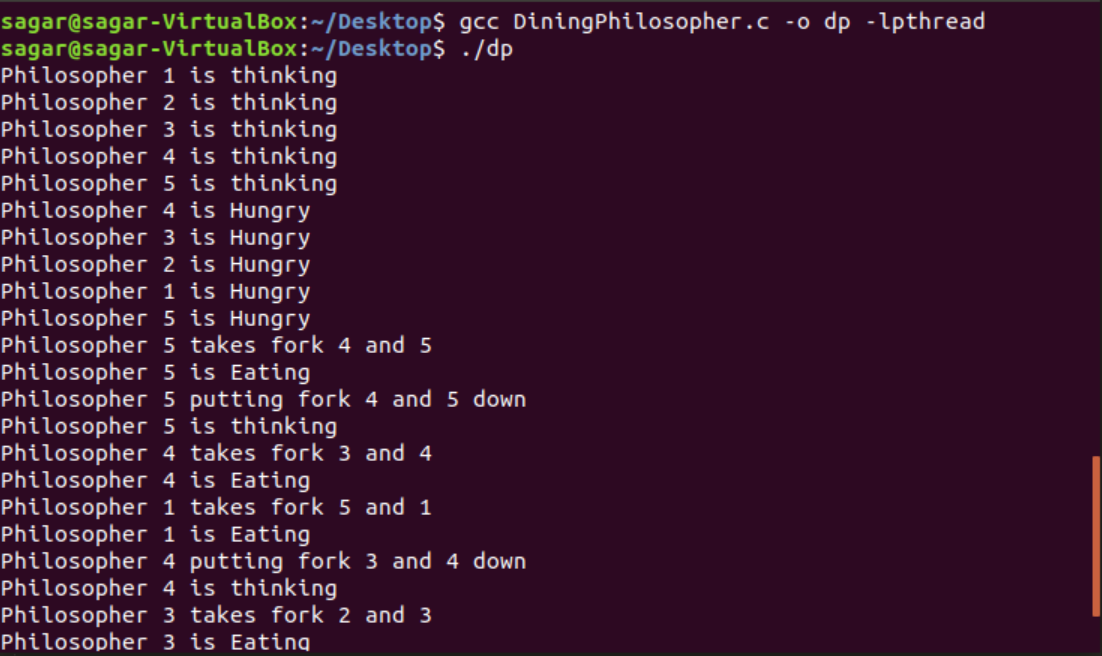 sagar@sagar-VirtualBox:~/Desktop$ gcc DiningPhilosopher.c -o dp -lpthread
sagar@sagar-VirtualBox:~/Desktop$ ./dp
Philosopher 1 is thinking
Philosopher 2 is thinking
Philosopher 3 is thinking
Philosopher 4 is thinking
Philosopher 5 is thinking
Philosopher 4 is Hungry
Philosopher 3 is Hungry
Philosopher 2 is Hungry
Philosopher 1 is Hungry
Philosopher 5 is Hungry
Philosopher 5 takes fork 4 and 5
Philosopher 5 is Eating
Philosopher 5 putting fork 4 and 5 down
Philosopher 5 is thinking
Philosopher 4 takes fork 3 and 4
Philosopher 4 is Eating
Philosopher 1 takes fork 5 and 1
Philosopher 1 is Eating
Philosopher 4 putting fork 3 and 4 down
Philosopher 4 is thinking
Philosopher 3 takes fork 2 and 3
Philosopher 3 is Eating